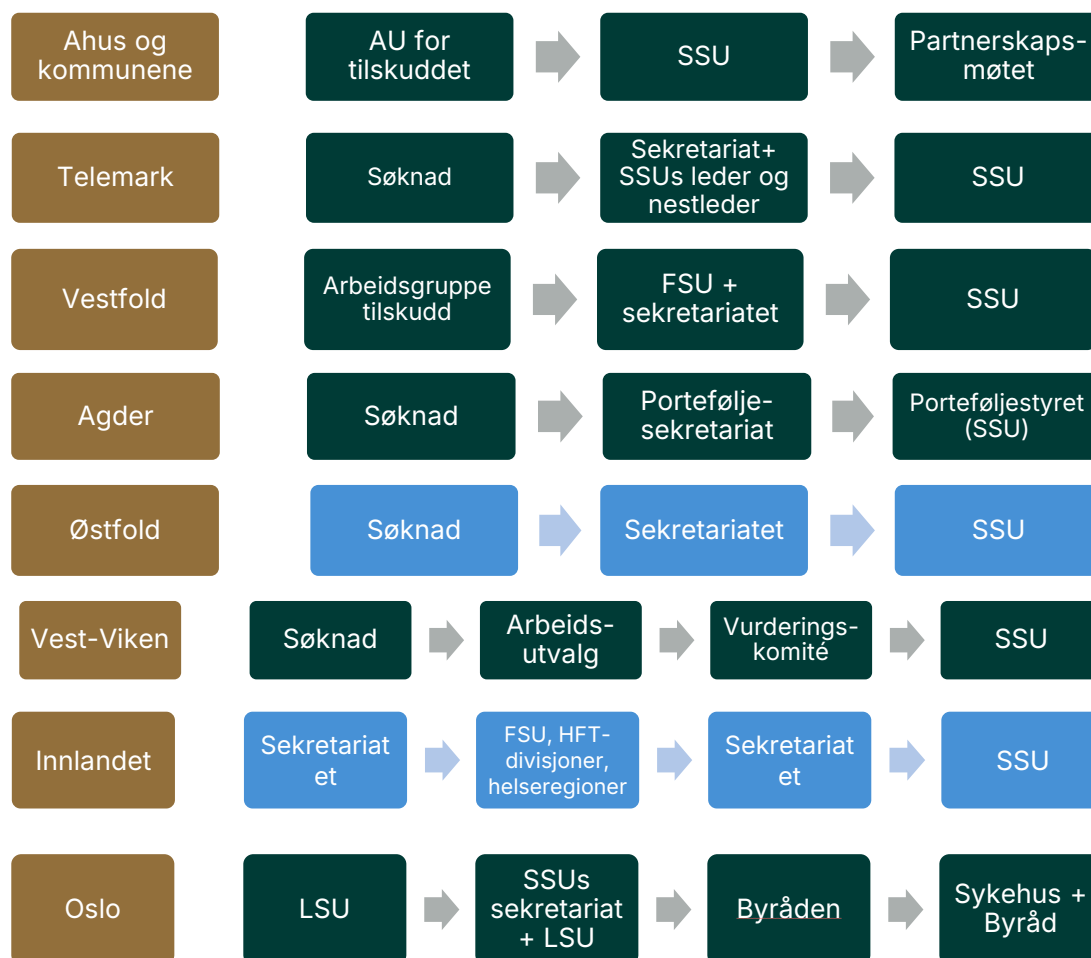 Ahus og
kommunene
AU for
tilskuddet
SSU
Partnerskaps-
møtet
Telemark
Søknad
Sekretariat+
SSUs leder og
nestleder
SSU
Vestfold
Arbeidsgruppe
tilskudd
FSU +
sekretariatet
SSU
Agder
Søknad
Portefølje-
sekretariat
Porteføljestyret
(SSU)
Østfold
Søknad
Sekretariatet
SSU
Vest-Viken
Søknad
Arbeids-
utvalg
Vurderings-
komité
SSU
Innlandet
Sekretariat
et
FSU, HFT-
divisjoner,
helseregioner
Sekretariat
et
SSU
Oslo
LSU
SSUs
sekretariat
+ LSU
Byråden
Sykehus +
Byråd